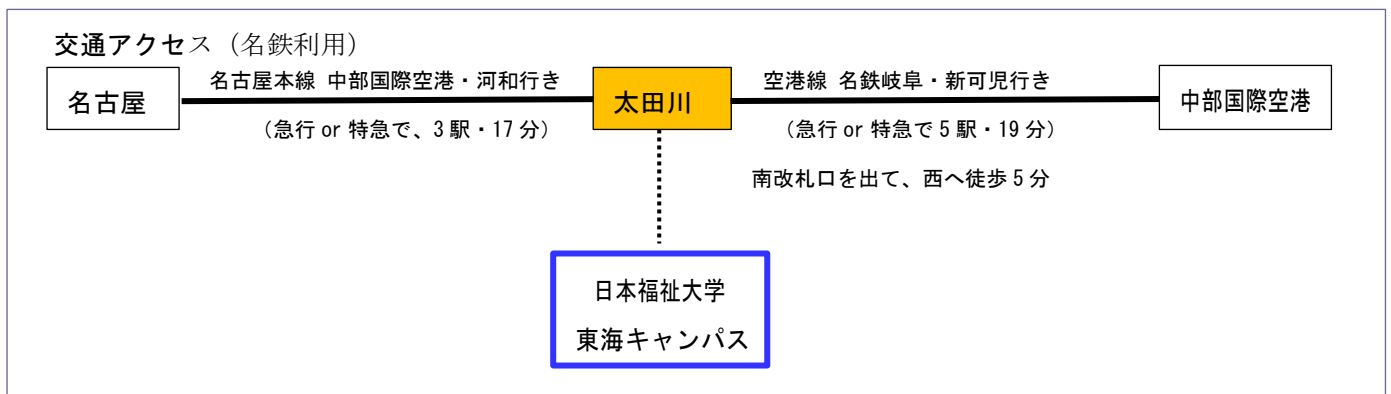 交通アクセス（名鉄利用）
名古屋
名古屋本線 中部国際空港・河和行き
（急行 or 特急で、3 駅・17 分）
太田川
空港線 名鉄岐阜・新可児行き
（急行 or 特急で 5 駅・19 分）
中部国際空港
南改札口を出て、西へ徒歩 5 分
日本福祉大学
東海キャンパス